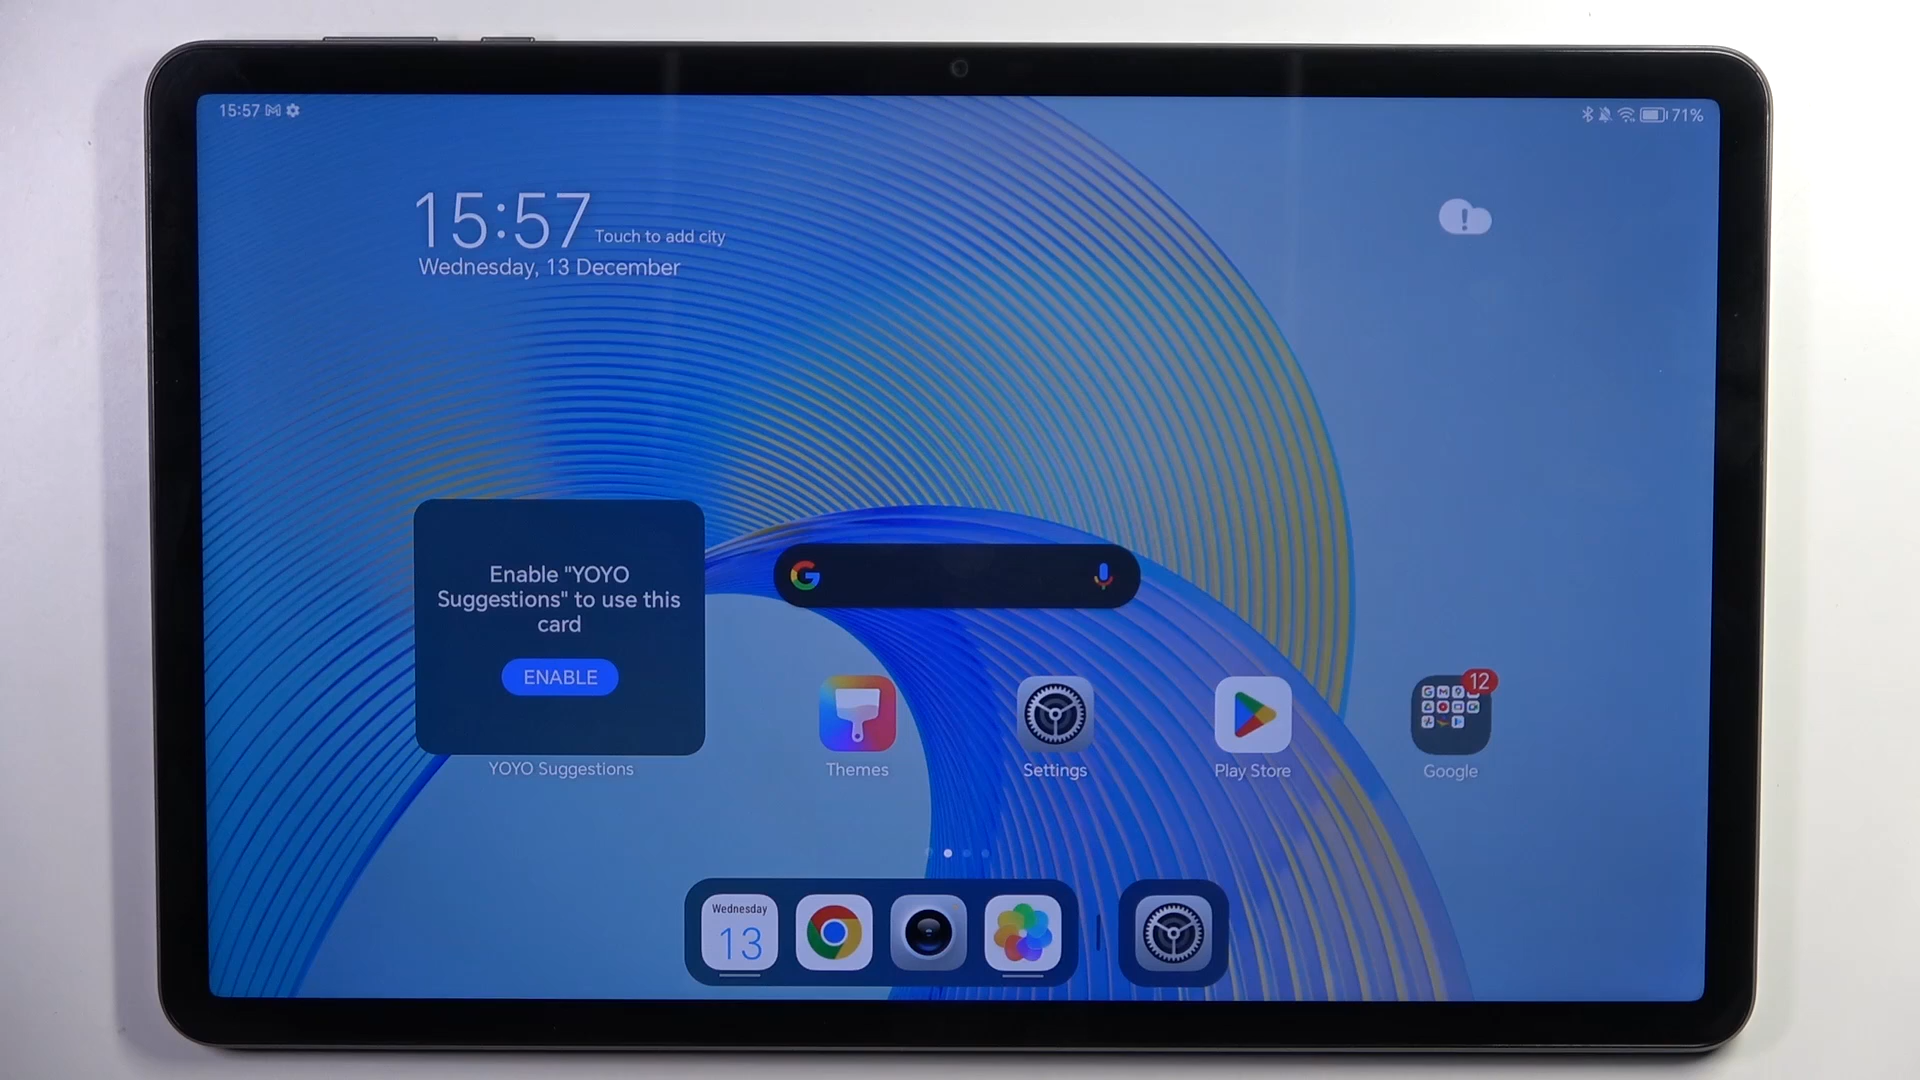 15:57
71%
15:57 Touch to add city
Wednesday, 13 December
Enable "YOYO
Suggestions" to use this
card
ENABLE
YOYO Suggestions
Themes
Settings
Play Store
12
Google
Wednesday
13